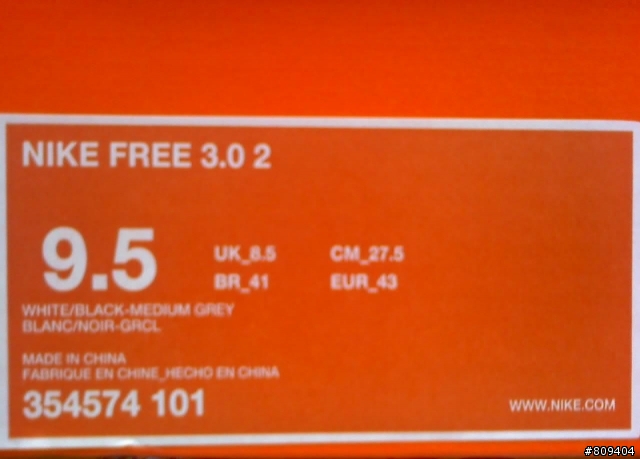 NIKE FREE 3.0 2
9.5
UK_8.5 CM_27.5
BR_41 EUR_43
WHITE/BLACK-MEDIUM GREY
BLANC/NOIR-GRCL
MADE IN CHINA
FABRIQUE EN CHINE_HECHO EN CHINA
354574 101
WWW.NIKE.COM
#809404